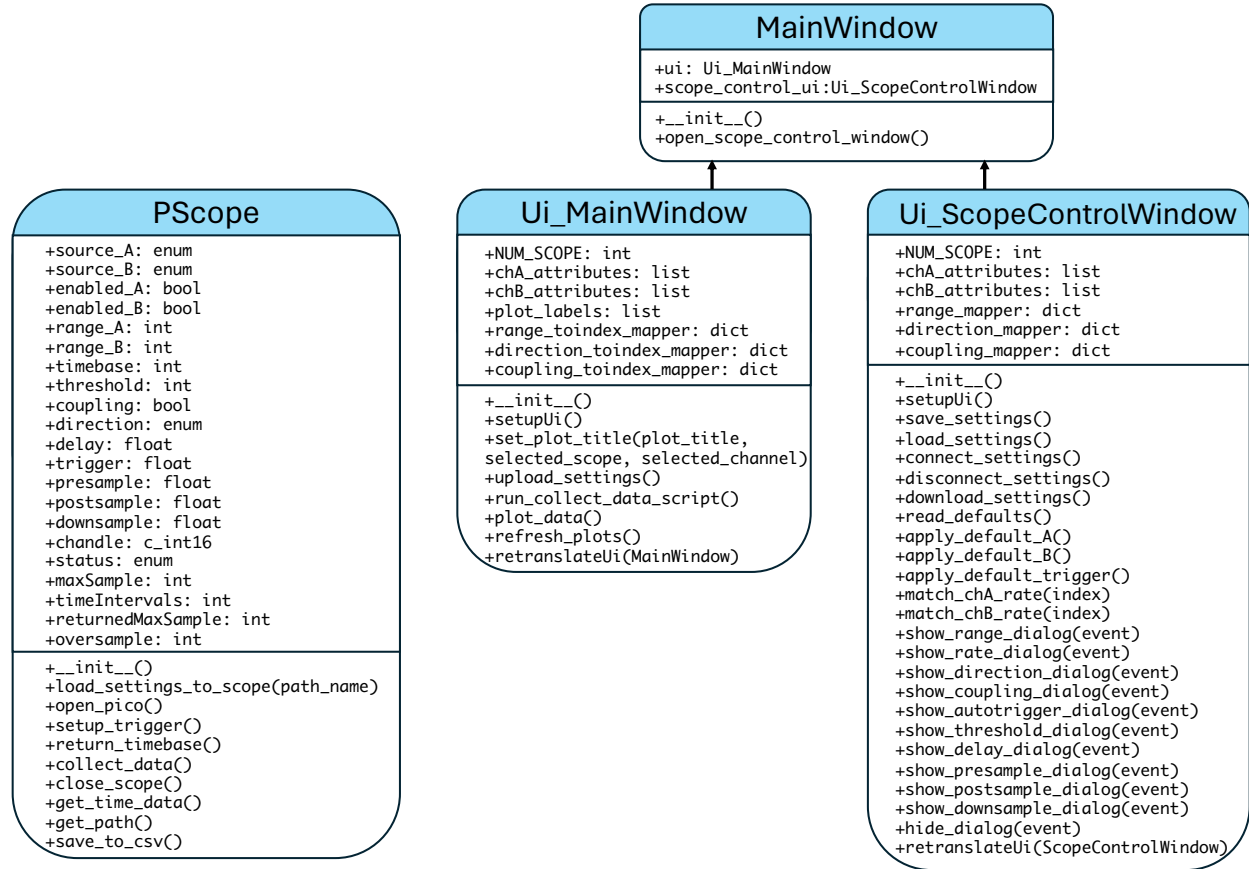 MainWindow
+ui: Ui_MainWindow
+scope_control_ui:Ui_ScopeControlWindow
+__init__()
+open_scope_control_window()
PScope
+source_A: enum
+source_B: enum
+enabled_A: bool
+enabled_B: bool
+range_A: int
+range_B: int
+timebase: int
+threshold: int
+coupling: bool
+direction: enum
+delay: float
+trigger: float
+presample: float
+postsample: float
+downsample: float
+chandle: c_int16
+status: enum
+maxSample: int
+timeIntervals: int
+returnedMaxSample: int
+oversample: int
+__init__()
+load_settings_to_scope(path_name)
+open_pico()
+setup_trigger()
+return_timebase()
+collect_data()
+close_scope()
+get_time_data()
+get_path()
+save_to_csv()
Ui_MainWindow
+NUM_SCOPE: int
+chA_attributes: list
+chB_attributes: list
+plot_labels: list
+range_toindex_mapper: dict
+direction_toindex_mapper: dict
+coupling_toindex_mapper: dict
+__init__()
+setupUi()
+set_plot_title(plot_title,
selected_scope, selected_channel)
+upload_settings()
+run_collect_data_script()
+plot_data()
+refresh_plots()
+retranslateUi(MainWindow)
Ui_ScopeControlWindow
+NUM_SCOPE: int
+chA_attributes: list
+chB_attributes: list
+range_mapper: dict
+direction_mapper: dict
+coupling_mapper: dict
+__init__()
+setupUi()
+save_settings()
+load_settings()
+connect_settings()
+disconnect_settings()
+download_settings()
+read_defaults()
+apply_default_A()
+apply_default_B()
+apply_default_trigger()
+match_chA_rate(index)
+match_chB_rate(index)
+show_range_dialog(event)
+show_rate_dialog(event)
+show_direction_dialog(event)
+show_coupling_dialog(event)
+show_autotrigger_dialog(event)
+show_threshold_dialog(event)
+show_delay_dialog(event)
+show_presample_dialog(event)
+show_postsample_dialog(event)
+show_downsample_dialog(event)
+hide_dialog(event)
+retranslateUi(ScopeControlWindow)